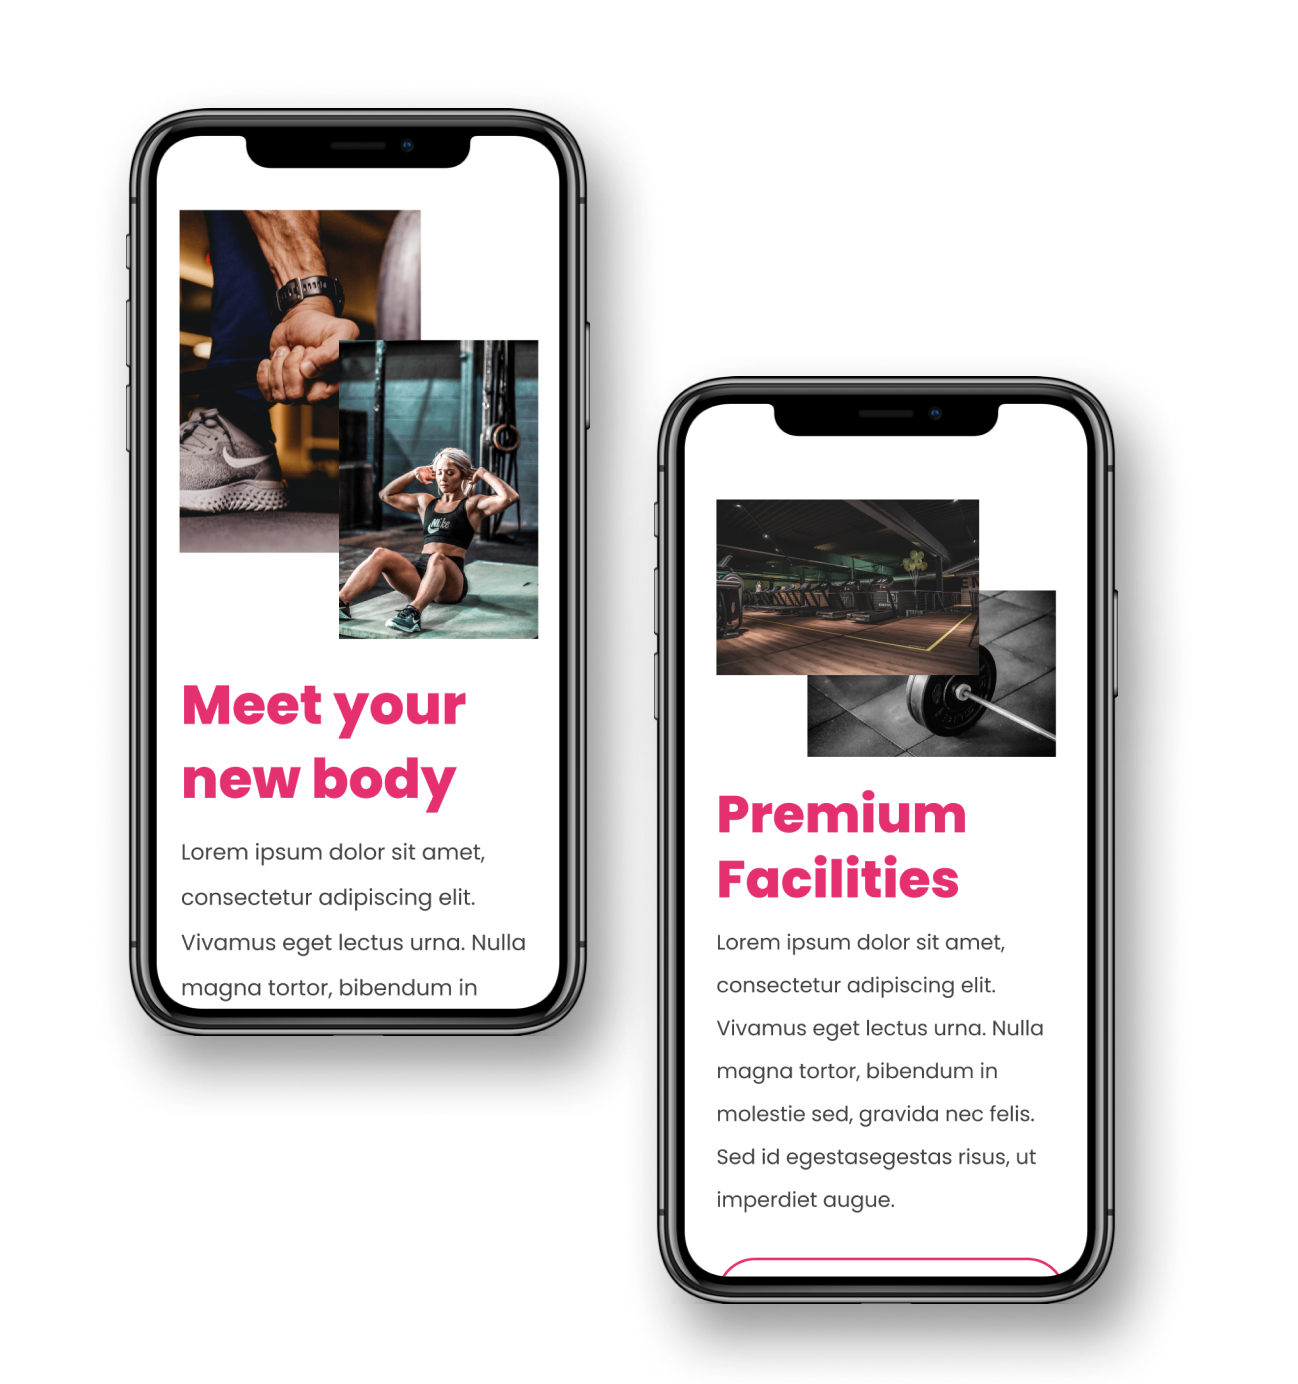 Nike
Meet your
new body
Lorem ipsum dolor sit amet,
consectetur adipiscing elit.
Vivamus eget lectus urna. Nulla
magna tortor, bibendum in
Premium
Facilities
Lorem ipsum dolor sit amet,
consectetur adipiscing elit.
Vivamus eget lectus urna. Nulla
magna tortor, bibendum in
molestie sed, gravida nec felis.
Sed id egestasegestas risus, ut
imperdiet augue.